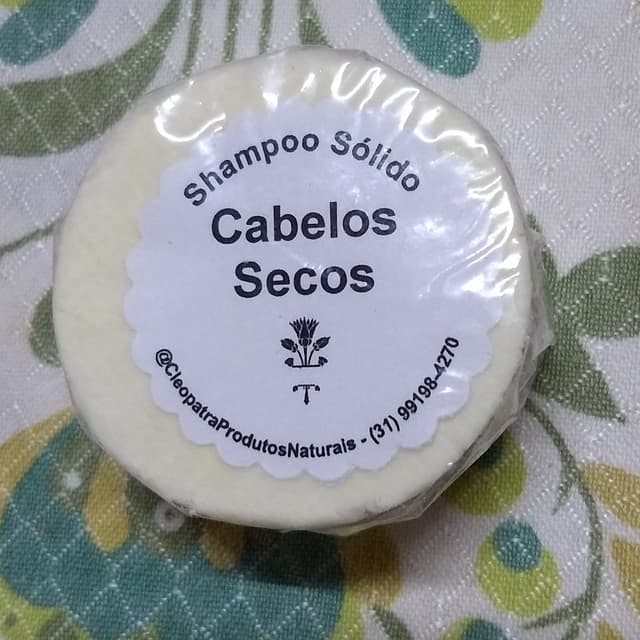 Shampoo Sólido
Cabelos
Secos
@CleopatraProdutosNaturais - (31) 99198-4270